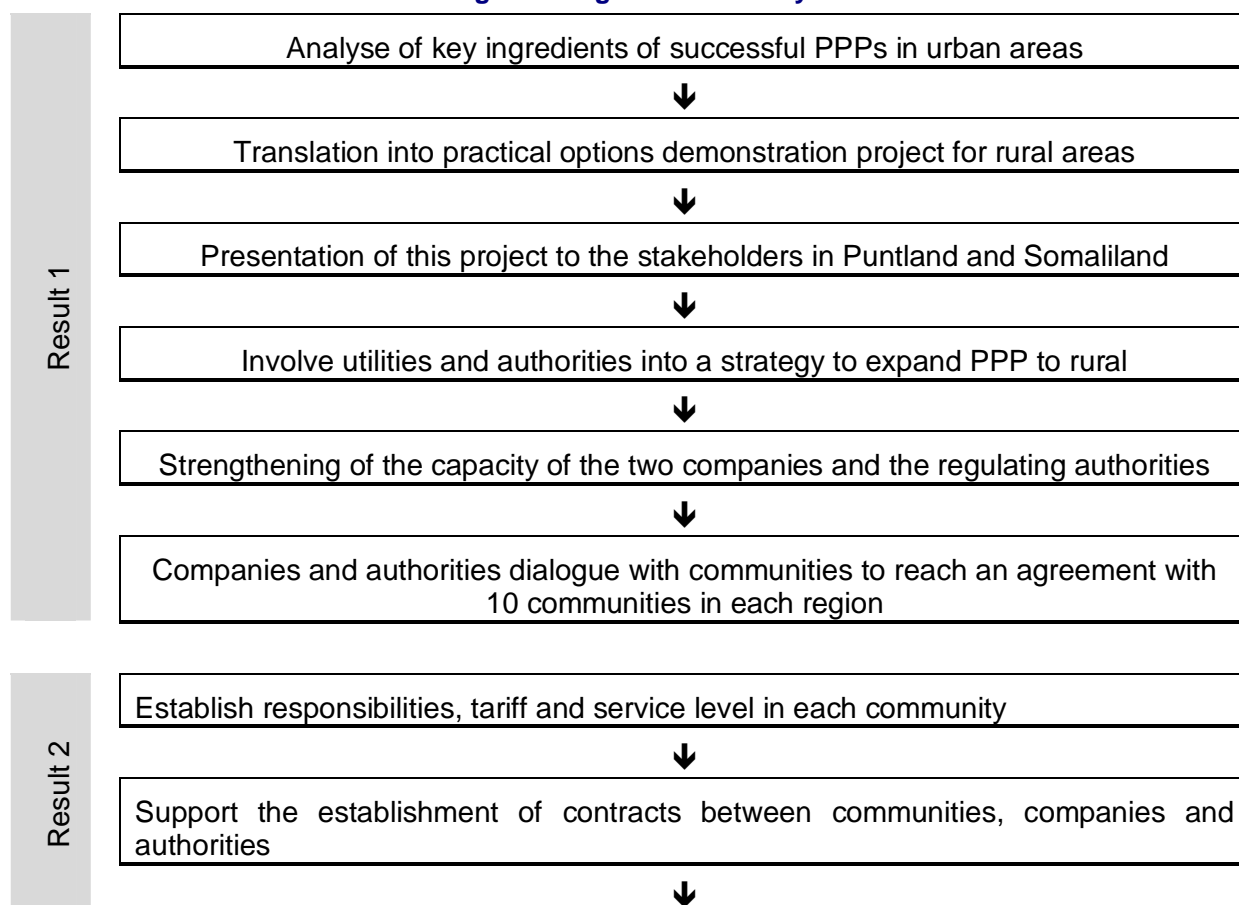 Analyse of key ingredients of successful PPPs in urban areas
Translation into practical options demonstration project for rural areas
Presentation of this project to the stakeholders in Puntland and Somaliland
Involve utilities and authorities into a strategy to expand PPP to rural
Strengthening of the capacity of the two companies and the regulating authorities
Companies and authorities dialogue with communities to reach an agreement with
10 communities in each region
Result 1
Establish responsibilities, tariff and service level in each community
Support the establishment of contracts between communities, companies and
authorities
Result 2